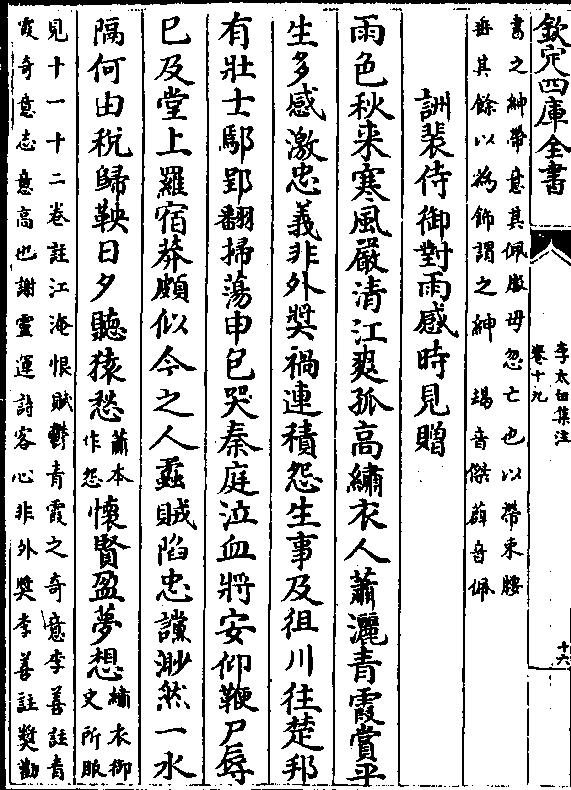 欽定四庫全書
李太白集注
卷十九
十六
書之紳帶意其佩服毋忽亡也以帶束腰
垂其餘以為飾謂之紳 朅音傑 蓜音佩
詶裴侍御對雨感時見贈
雨色秋来寒風嚴清江爽孤高繡衣人蕭灑青霞賞平
生多感激忠義非外奨禍連積怨生事及徂川往楚邦
有壯士鄢郢翻掃蕩申包哭秦庭泣血將安仰鞭尸辱
已及堂上羅宿莽頗似今之人蟊賊陷忠讜渺然一水
隔何由稅歸鞅日夕聽猿愁蕭本作怨懷賢盈夢想繡衣御史所服
見十一十二卷註江淹恨賦鬱青霞之奇意李善註青
霞奇意志意高也謝靈運詩客心非外奨李善註奨勸